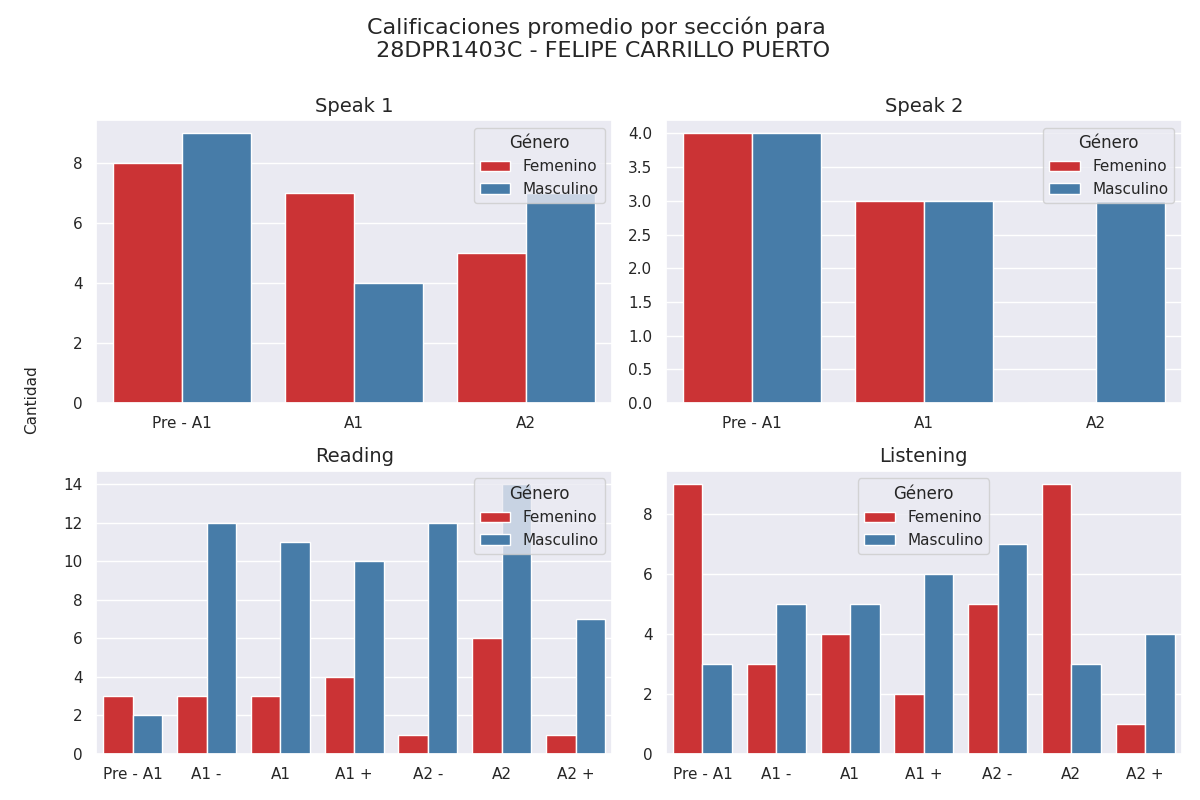 Calificaciones promedio por sección para
28DPR1403C - FELIPE CARRILLO PUERTO
Cantidad
Speak 1
8
6
4
2
0
Pre - A1 A1 A2
Género
Femenino
Masculino
Speak 2
4.0
3.5
3.0
2.5
2.0
1.5
1.0
0.5
0.0
Pre - A1 A1 A2
Género
Femenino
Masculino
Reading
14
12
10
8
6
4
2
0
Pre - A1 A1 - A1 A1 + A2 - A2 A2 +
Género
Femenino
Masculino
Listening
8
6
4
2
0
Pre - A1 A1 - A1 A1 + A2 - A2 A2 +
Género
Femenino
Masculino